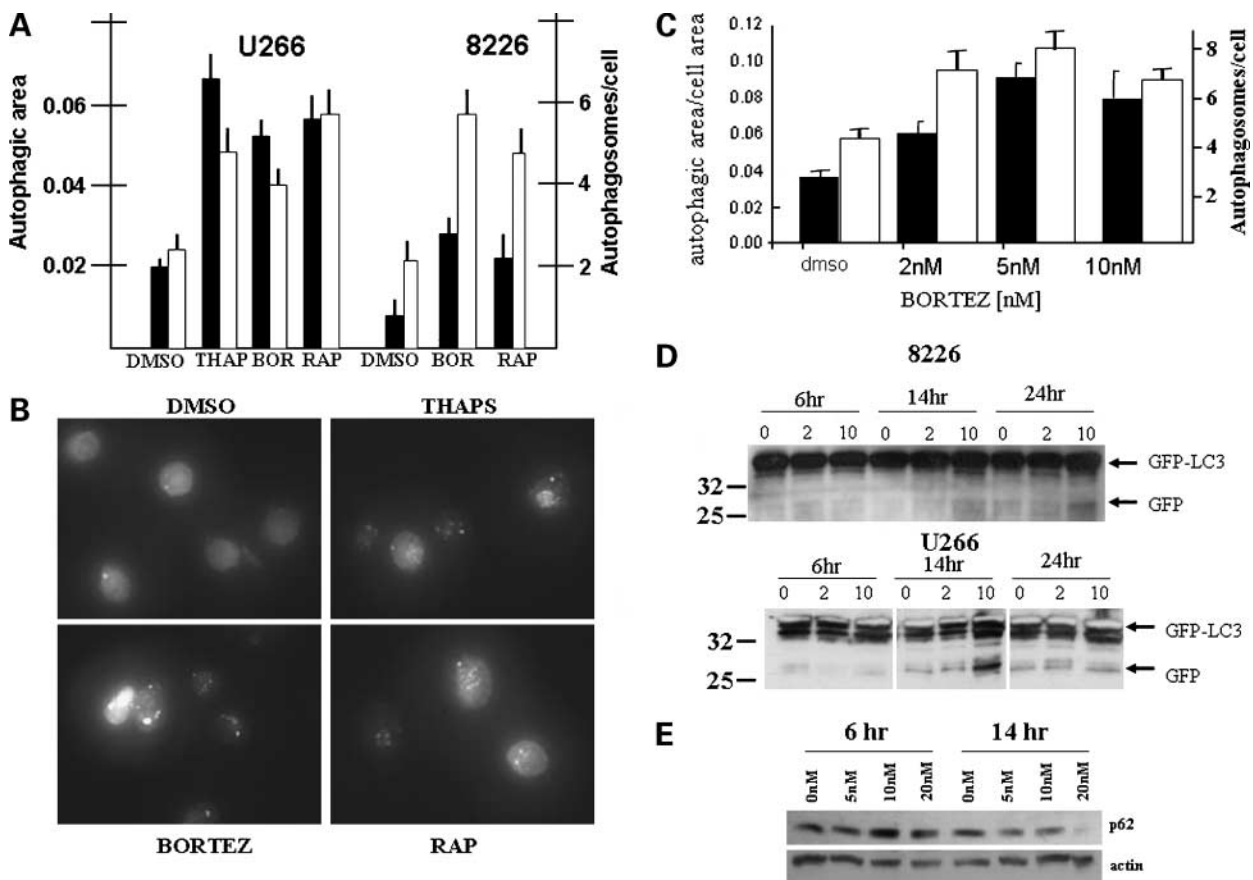 A
U266
8226
Autophagic area
0.06
0.04
0.02
6
4
2
Autophagosomes/cell
DMSO THAP BOR RAP DMSO BOR RAP
B
DMSO THAPS
BORTEZ RAP
C
autophagic area/cell area
0.12
0.10
0.08
0.06
0.04
0.02
0.00
8
6
4
2
Autophagosomes/cell
dmso 2nM 5nM 10nM
BORTEZ [nM]
D
8226
6hr 14hr 24hr
0 2 10 0 2 10 0 2 10
GFP-LC3
32
GFP
25
U266
6hr 14hr 24hr
0 2 10 0 2 10 0 2 10
GFP-LC3
32
GFP
25
E
6 hr 14 hr
0nM 5nM 10nM 20nM 0nM 5nM 10nM 20nM
p62
actin